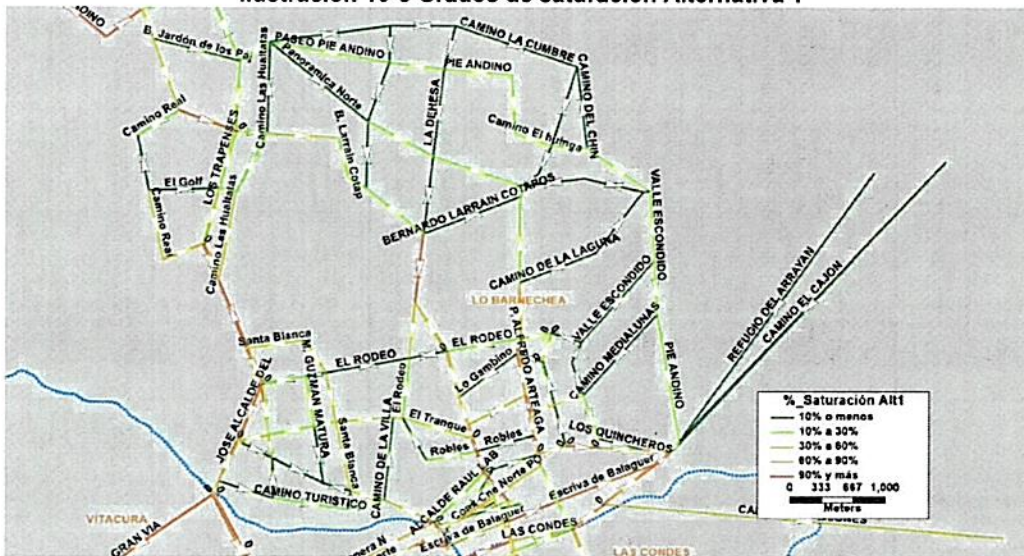 Ilustración 10-6 Grados de saturación Alternativa 1
ANDINO
B. Jardón de los Paj
PASEO PIE ANDINO
CAMINO LA CUMBRE
PIE ANDINO
Panoramica Norte
Camino Las Hualtatas
LA DEHESA
CAMINO DEL CHIN
Camino Real
LOS TRAPENSES
B. Larrain Cotap
Camino El huinga
El Golf
Camino Real
Camino Las Hualtatas
BERNARDO LARRAIN COTAPOS
VALLE ESCONDIDO
CAMINO DE LA LAGUNA
VALLE ESCONDIDO
REFUGIO DEL ARRAYAN
CAMINO EL CAJON
LO BARNECHEA
P. ALFREDO ARTEAGA
CAMINO MEDIALUNAS
PIE ANDINO
Santa Blanca
EL RODEO
EL RODEO
Lo Gambino
M. GUZMAN MATURA
JOSE ALCALDE DEL
El Rodeo
El Tranque
Santa Blanca
CAMINO DE LA VILLA
Robles
Robles
LOS QUINCHEROS
CAMINO TURISTICO
ALCALDE RAUL LAB
Cost. Cne Norte PO
Escriva de Balaguer
Escriva de Balaguer
LAS CONDES
VITACURA
GRAN VIA
LAS CONDES
%_Saturación Alt1
10% o menos
10% a 30%
30% a 60%
60% a 90%
90% y más
0 333 667 1,000
Meters